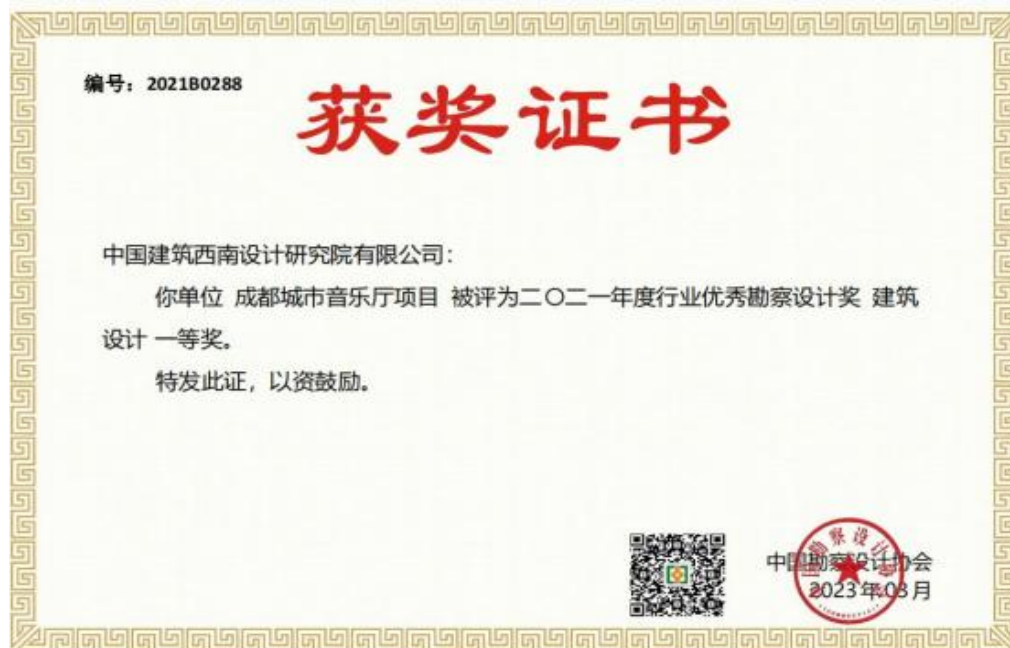 编号：2021B0288
获奖证书
中国建筑西南设计研究院有限公司：
你单位 成都城市音乐厅项目 被评为二〇二一年度行业优秀勘察设计奖 建筑
设计 一等奖。
特发此证，以资鼓励。
中国勘察设计协会
2023年03月